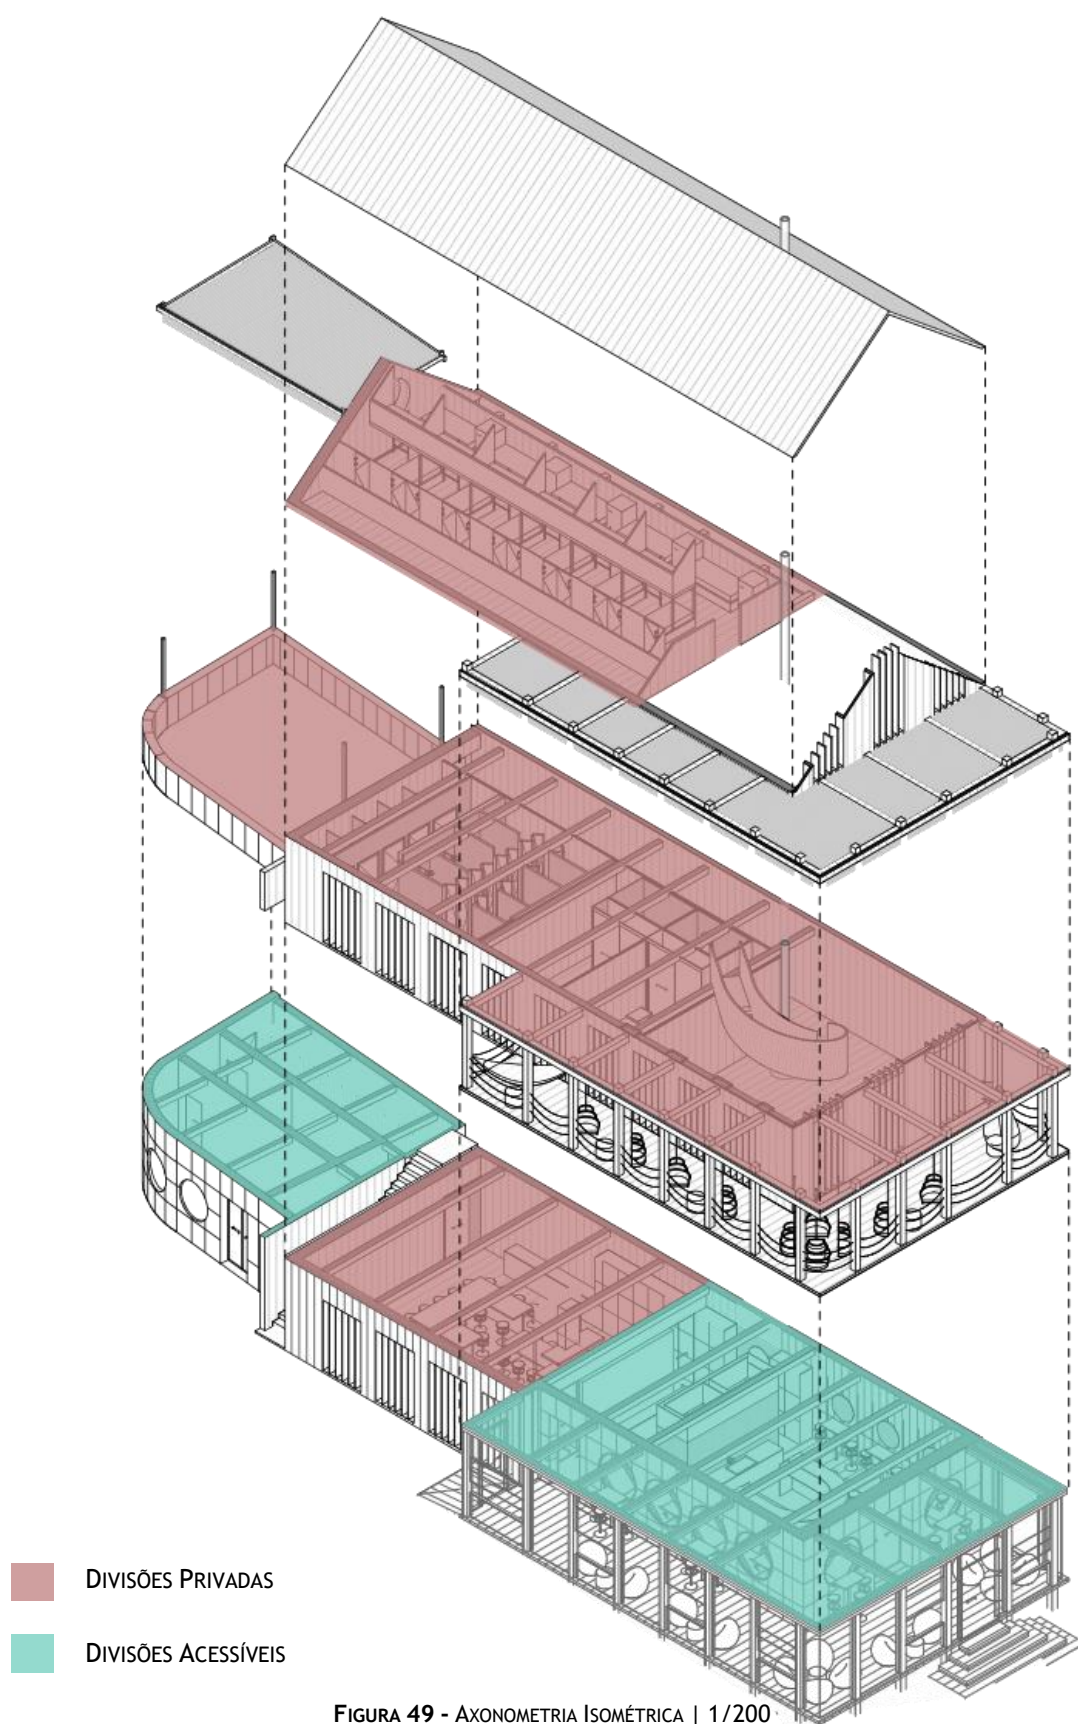 DIVISÕES PRIVADAS
DIVISÕES ACESSÍVEIS
FIGURA 49 - AXONOMETRIA ISOMÉTRICA | 1/200